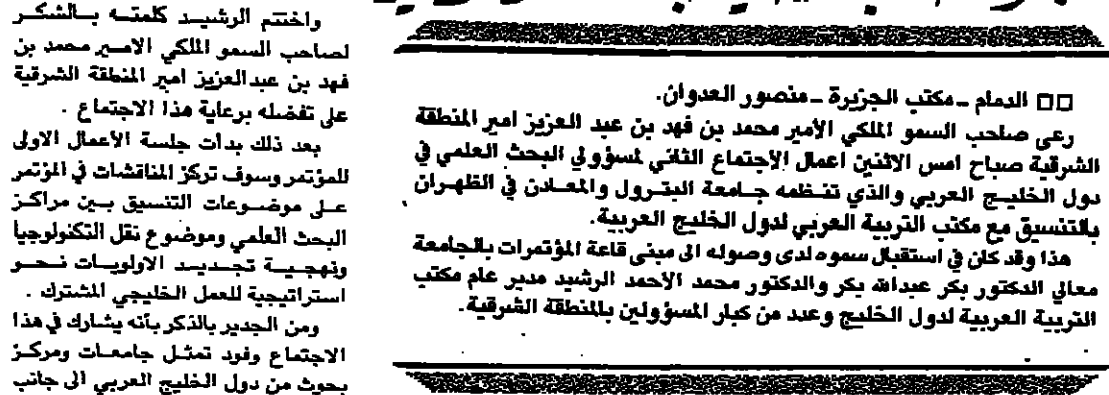 □□ الدمام ـ مكتب الجزيرة ـ منصور العدوان.
رعى صاحب السمو الملكي الأمير محمد بن فهد بن عبد العزيز امير المنطقة
الشرقية صباح امس الاثنين اعمال الاجتماع الثاني لمسؤولي البحث العلمي في
دول الخليج العربي والذي تنظمه جامعة البترول والمعادن في الظهران
بالتنسيق مع مكتب التربية العربي لدول الخليج العربية.
هذا وقد كان في استقبال سموه لدى وصوله الى مبنى قاعة المؤتمرات بالجامعة
معالي الدكتور بكر عبدالله بكر والدكتور محمد الأحمد الرشيد مدير عام مكتب
التربية العربية لدول الخليج وعدد من كبار المسؤولين بالمنطقة الشرقية.
واختتم الرشيد كلمته بالشكر
لصاحب السمو الملكي الامير محمد بن
فهد بن عبدالعزيز امير المنطقة الشرقية
على تفضله برعاية هذا الاجتماع .
بعد ذلك بدأت جلسة الأعمال الاولى
للمؤتمر وسوف تركز المناقشات في المؤتمر
على موضوعات التنسيق بين مراكز
البحث العلمي وموضوع نقل التكنولوجيا
ونهجية تجديد الاولويات نحو
استراتيجية للعمل الخليجي المشترك .
ومن الجدير بالذكر بأنه يشارك في هذا
الاجتماع وفود تمثل جامعات ومركز
بحوث من دول الخليج العربي الى جانب